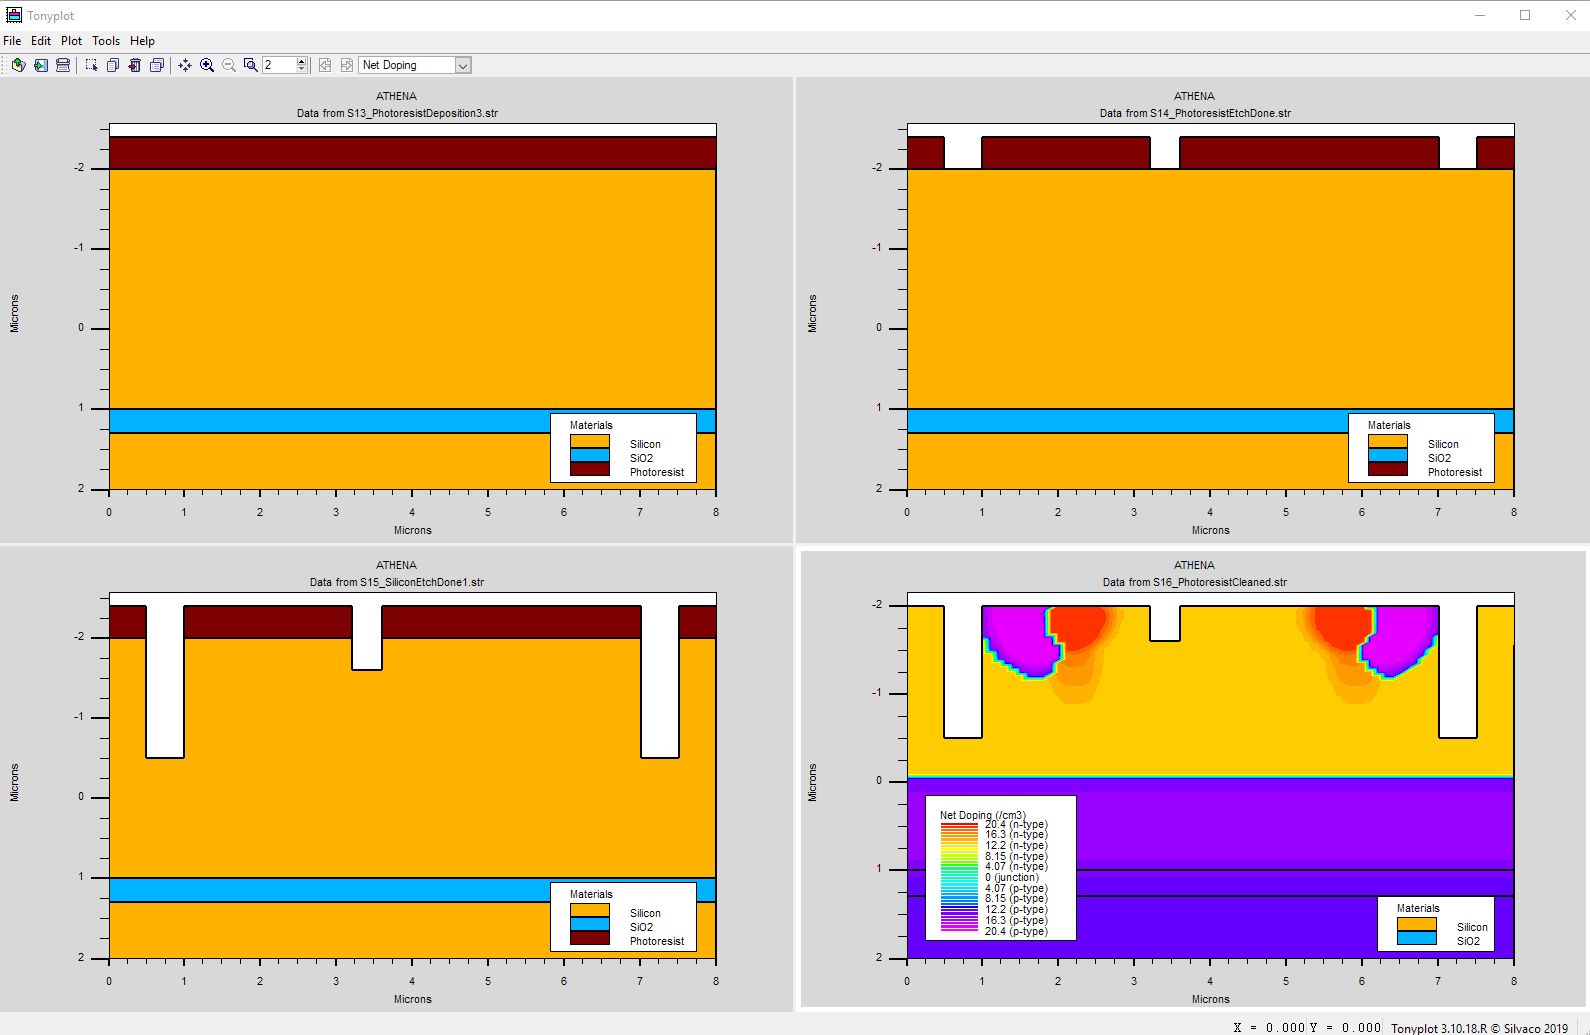 Tonyplot
File Edit Plot Tools Help
2 Net Doping
ATHENA
Data from S13_PhotoresistDeposition3.str
-2
-1
0
1
2
Microns
0 1 2 3 4 5 6 7 8
Microns
Materials
Silicon
SiO2
Photoresist
ATHENA
Data from S14_PhotoresistEtchDone.str
-2
-1
0
1
2
Microns
0 1 2 3 4 5 6 7 8
Microns
Materials
Silicon
SiO2
Photoresist
ATHENA
Data from S15_SiliconEtchDone1.str
-2
-1
0
1
2
Microns
0 1 2 3 4 5 6 7 8
Microns
Materials
Silicon
SiO2
Photoresist
ATHENA
Data from S16_PhotoresistCleaned.str
-2
-1
0
1
2
Microns
0 1 2 3 4 5 6 7 8
Microns
Net Doping (/cm3)
20.4 (n-type)
16.3 (n-type)
12.2 (n-type)
8.15 (n-type)
4.07 (n-type)
0 (junction)
4.07 (p-type)
8.15 (p-type)
12.2 (p-type)
16.3 (p-type)
20.4 (p-type)
Materials
Silicon
SiO2
X = 0.000 Y = 0.000 Tonyplot 3.10.18.R © Silvaco 2019